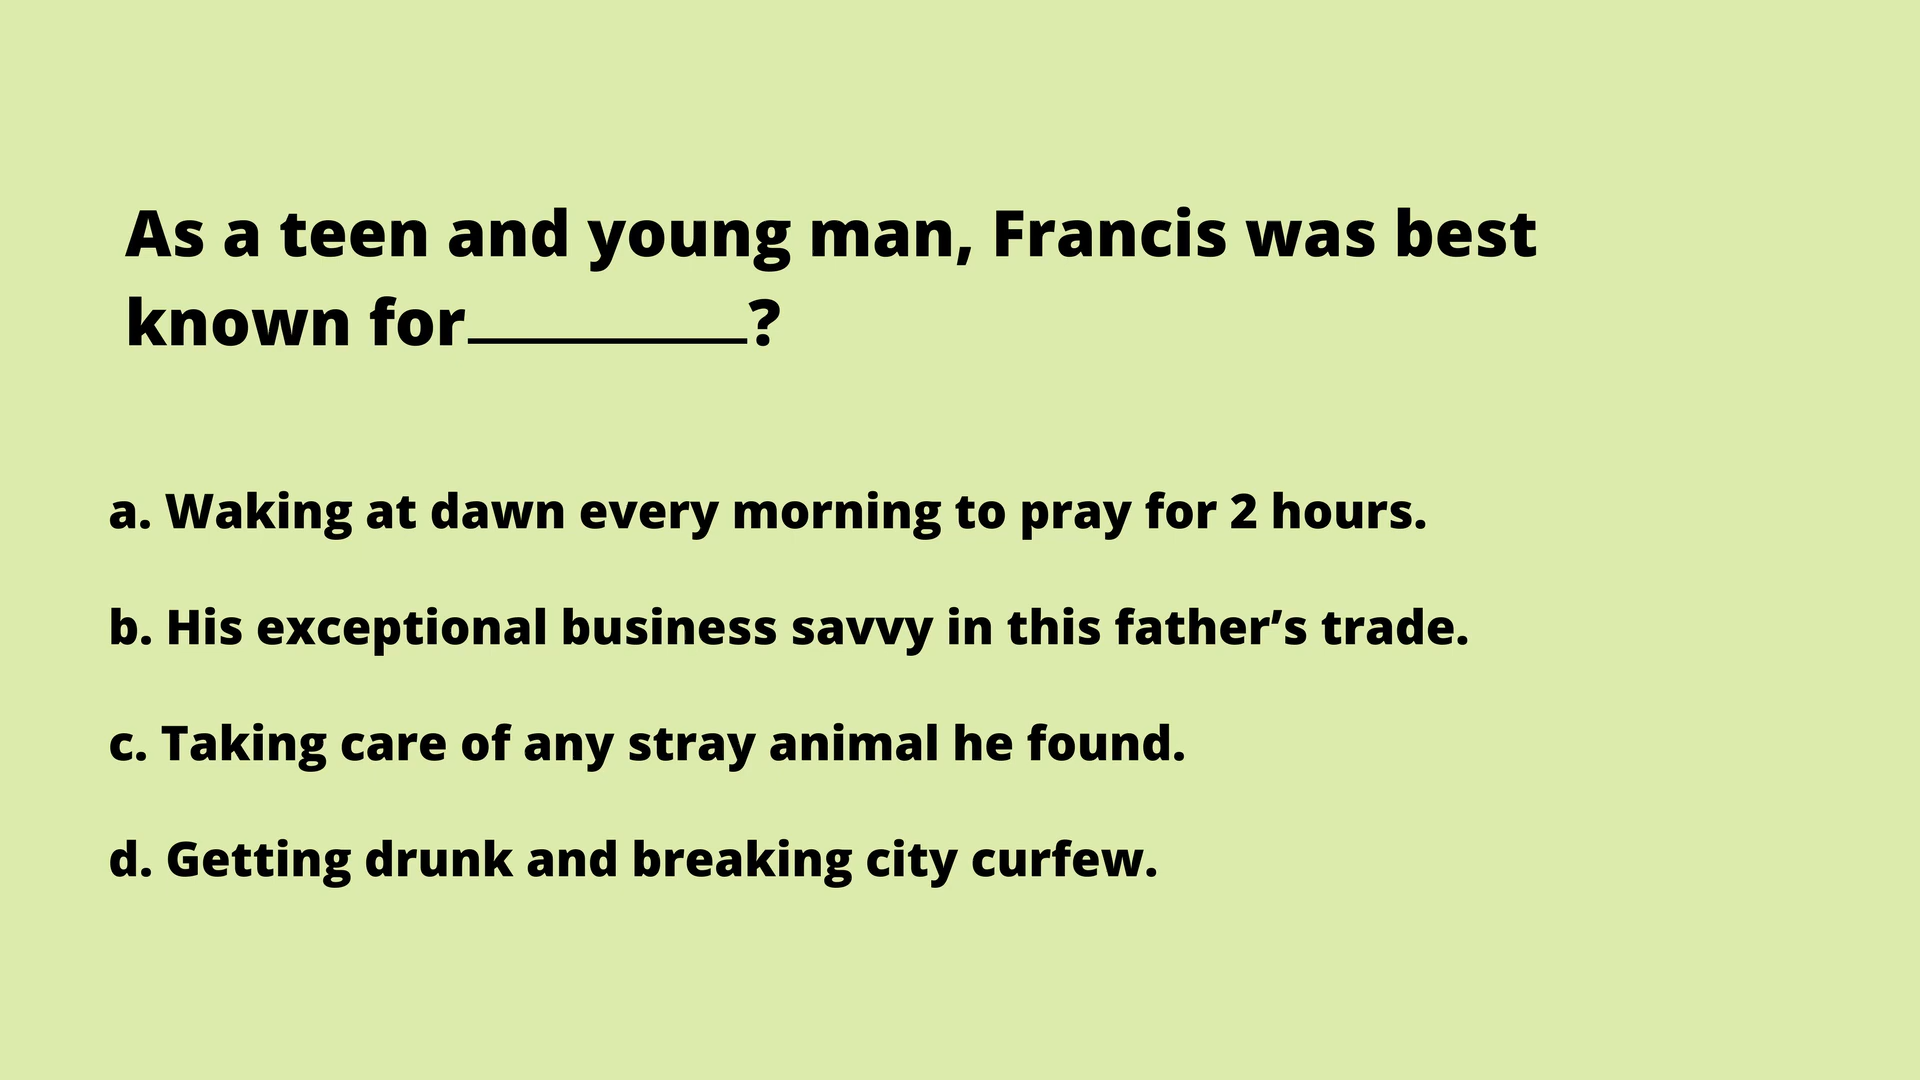 As a teen and young man, Francis was best
known for________?
a. Waking at dawn every morning to pray for 2 hours.
b. His exceptional business savvy in this father’s trade.
c. Taking care of any stray animal he found.
d. Getting drunk and breaking city curfew.